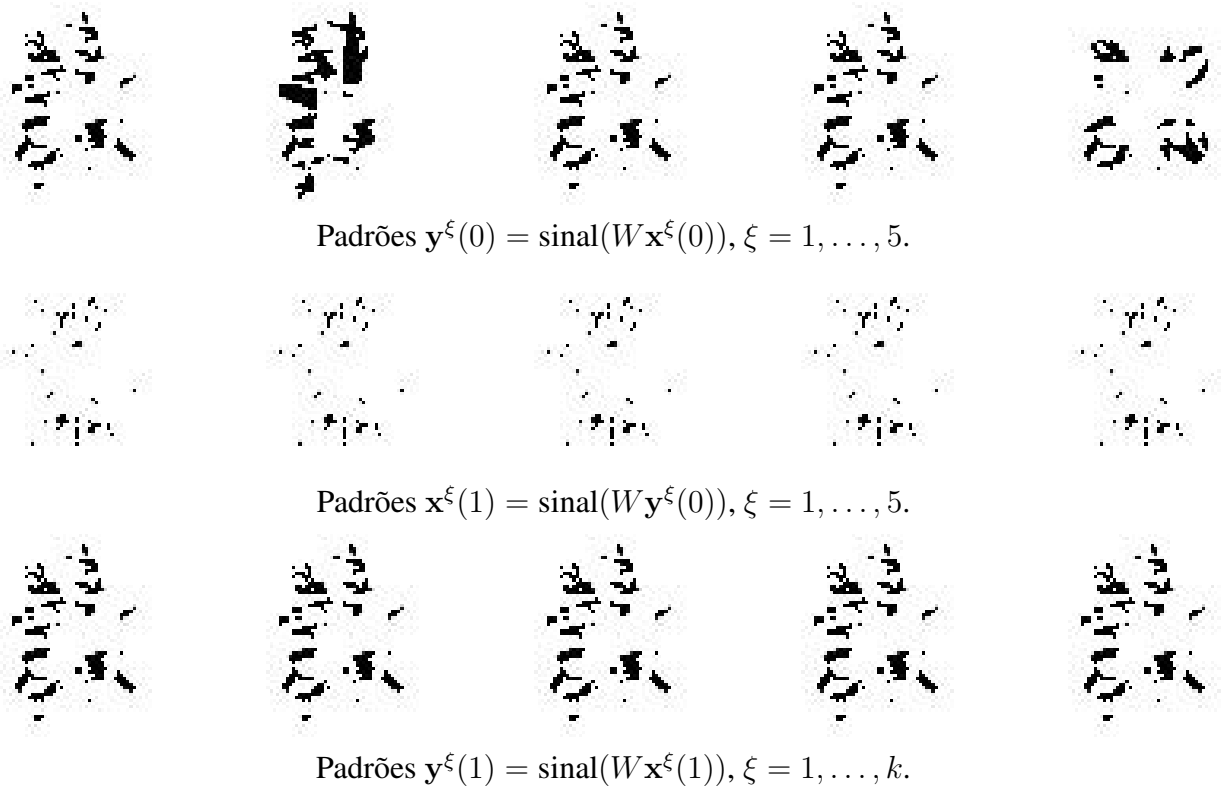 Padrões y^ξ(0) = sinal(Wx^ξ(0)), ξ = 1, . . . , 5.
Padrões x^ξ(1) = sinal(Wy^ξ(0)), ξ = 1, . . . , 5.
Padrões y^ξ(1) = sinal(Wx^ξ(1)), ξ = 1, . . . , k.